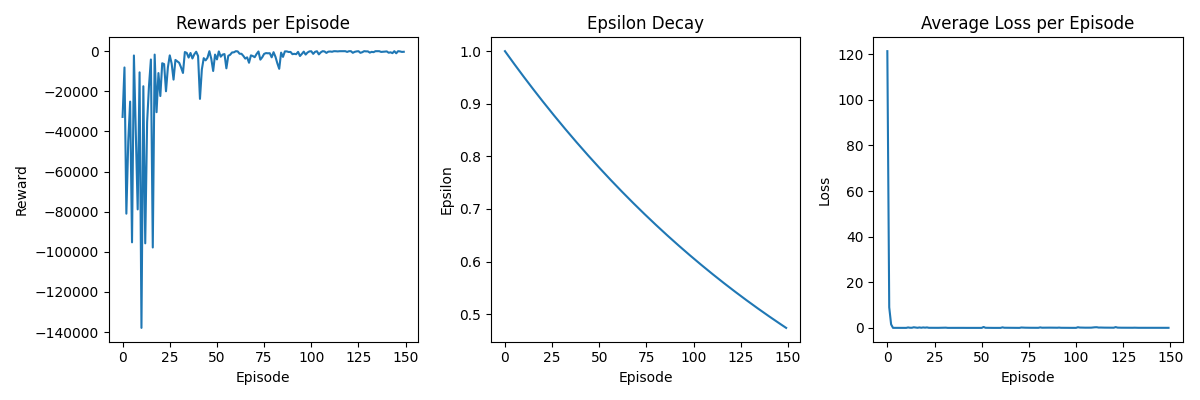 Rewards per Episode
0
−20000
−40000
−60000
−80000
−100000
−120000
−140000
Reward
0 25 50 75 100 125 150
Episode
Epsilon Decay
1.0
0.9
0.8
0.7
0.6
0.5
Epsilon
0 25 50 75 100 125 150
Episode
Average Loss per Episode
120
100
80
60
40
20
0
Loss
0 25 50 75 100 125 150
Episode